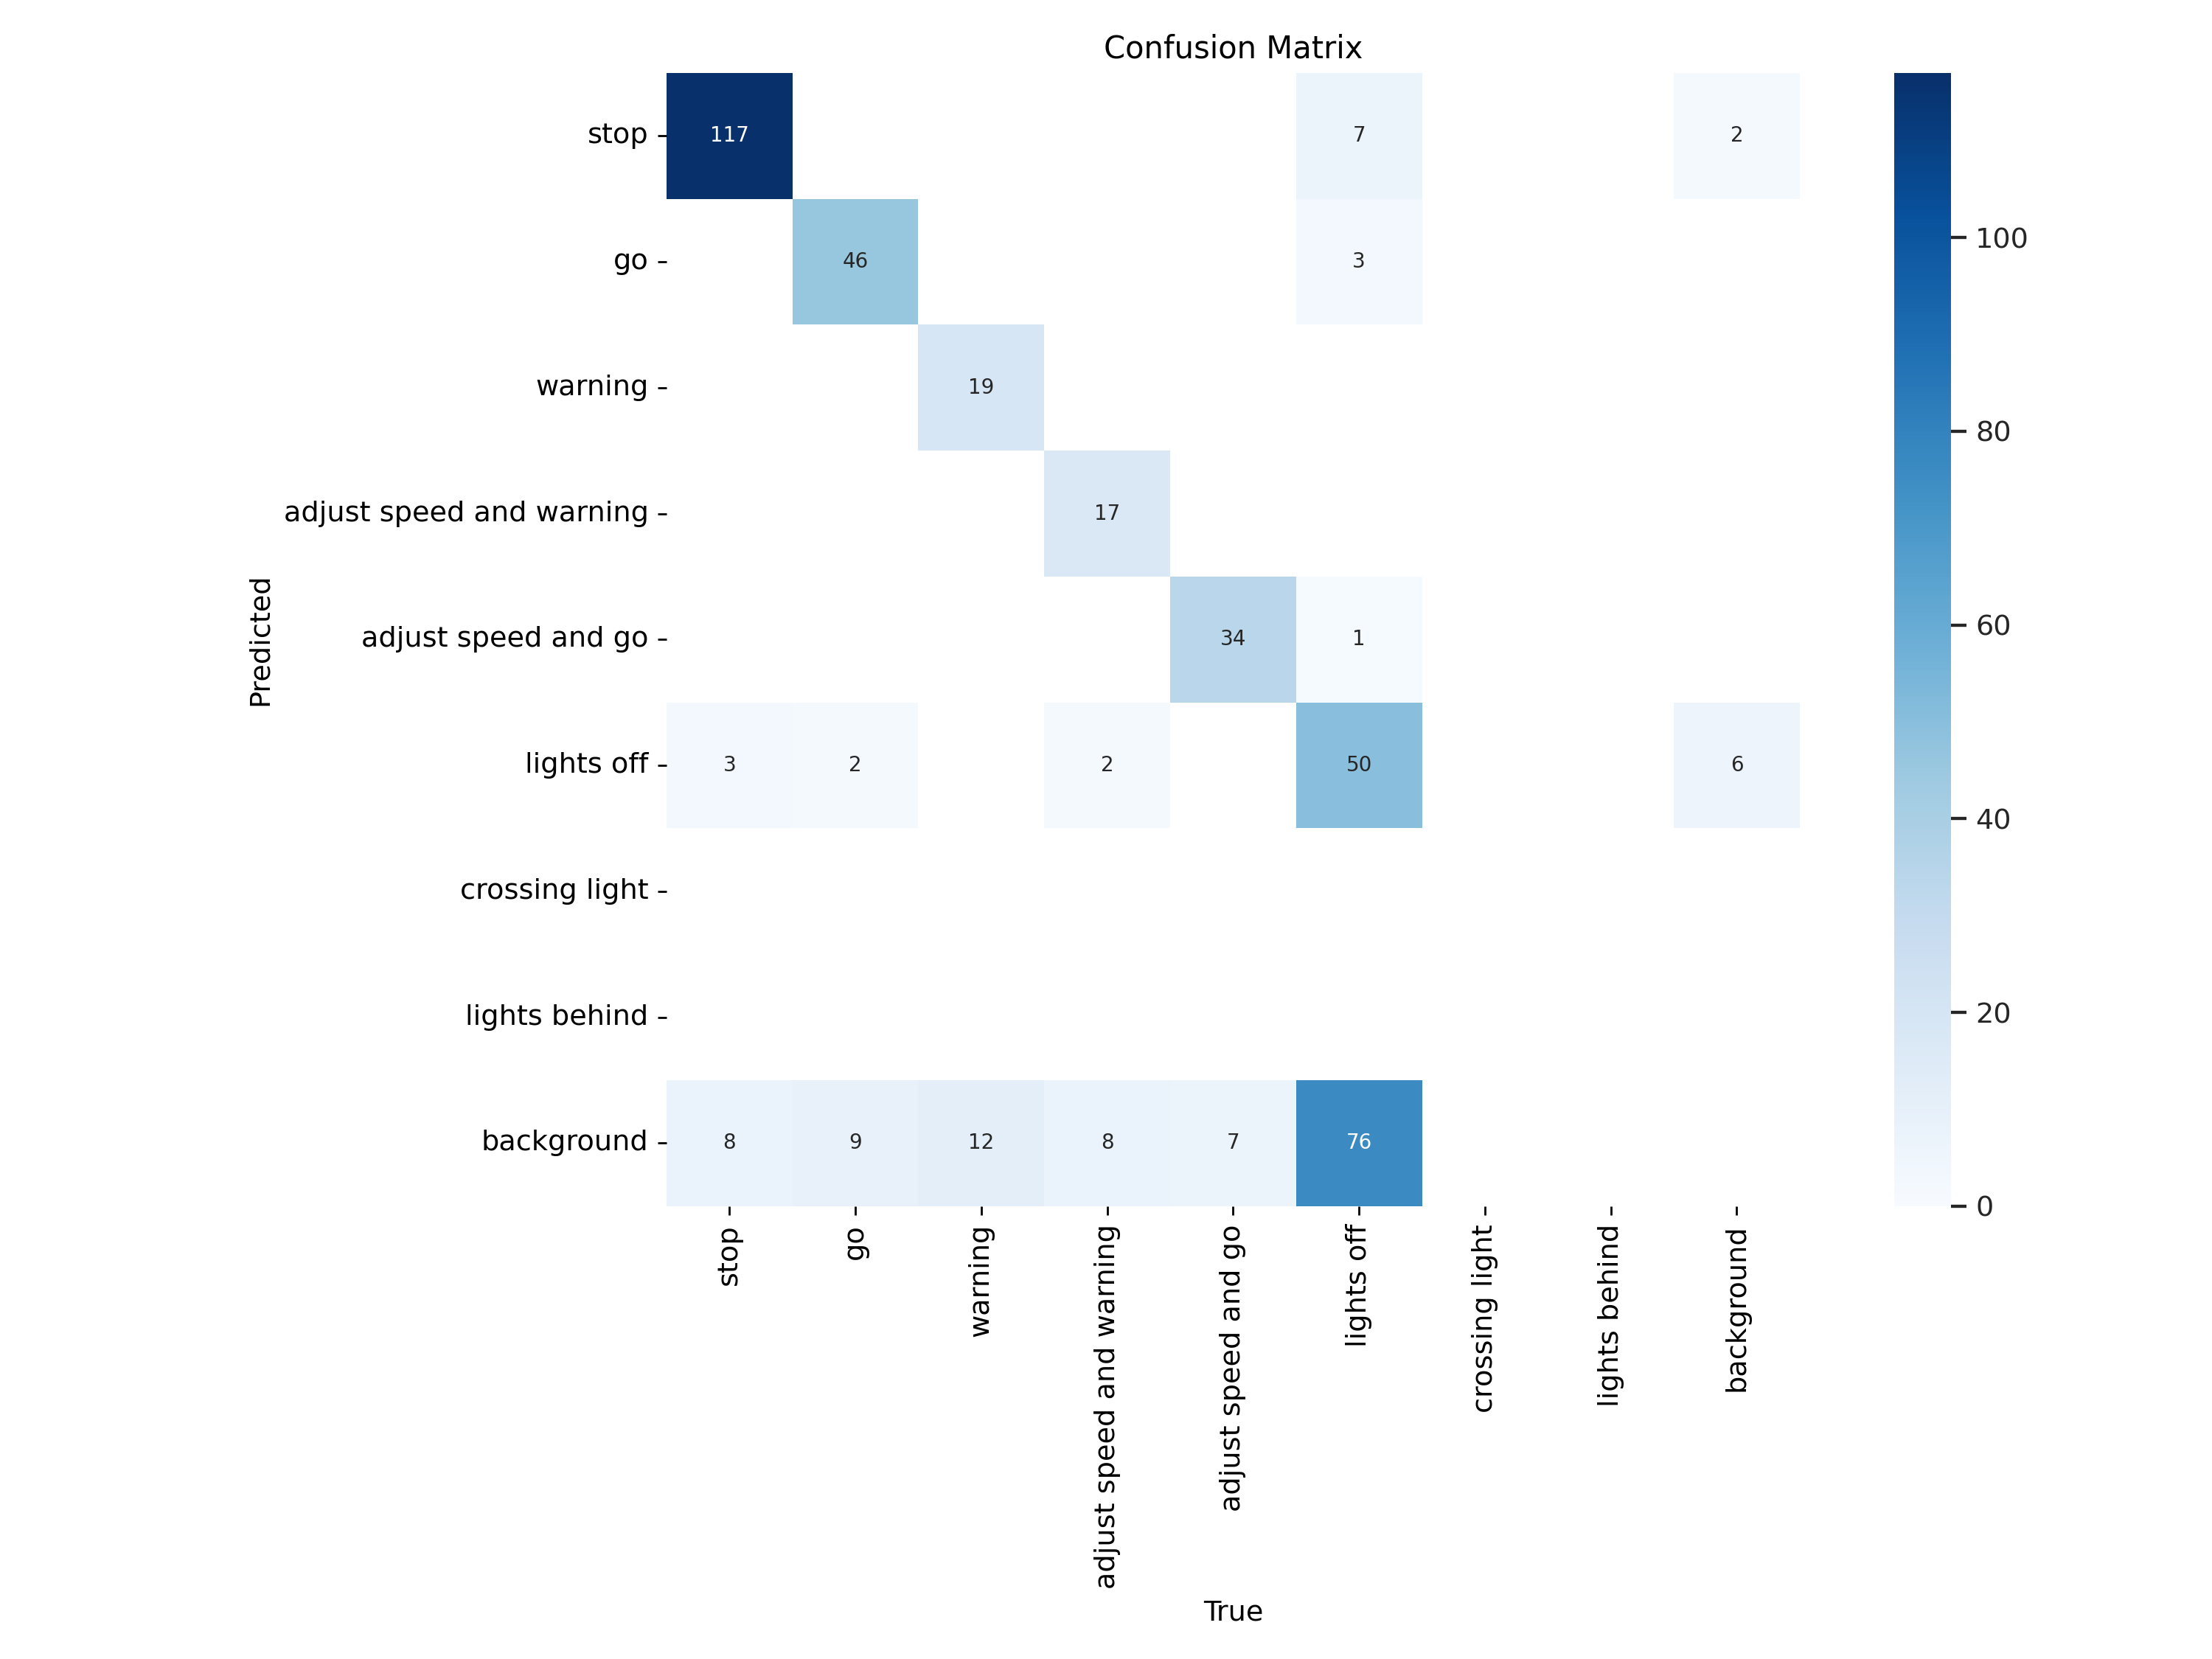 Confusion Matrix
stop
117
7
2
100
go
46
3
warning
19
80
adjust speed and warning
17
Predicted
adjust speed and go
34
1
60
lights off
3
2
2
50
6
40
crossing light
lights behind
20
background
8
9
12
8
7
76
0
stop
go
warning
adjust speed and warning
adjust speed and go
lights off
crossing light
lights behind
background
True